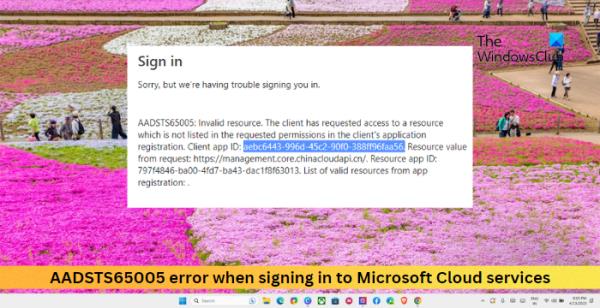 The
WindowsClub
Sign in
Sorry, but we're having trouble signing you in.
AADSTS65005: Invalid resource. The client has requested access to a resource
which is not listed in the requested permissions in the client's application
registration. Client app ID: aebc6443-996d-45c2-90f0-388ff96faa56. Resource value
from request: https://management.core.chinacloudapi.cn/. Resource app ID:
797f4846-ba00-4fd7-ba43-dac1f8f63013. List of valid resources from app
registration: .
AADSTS65005 error when signing in to Microsoft Cloud services
Search